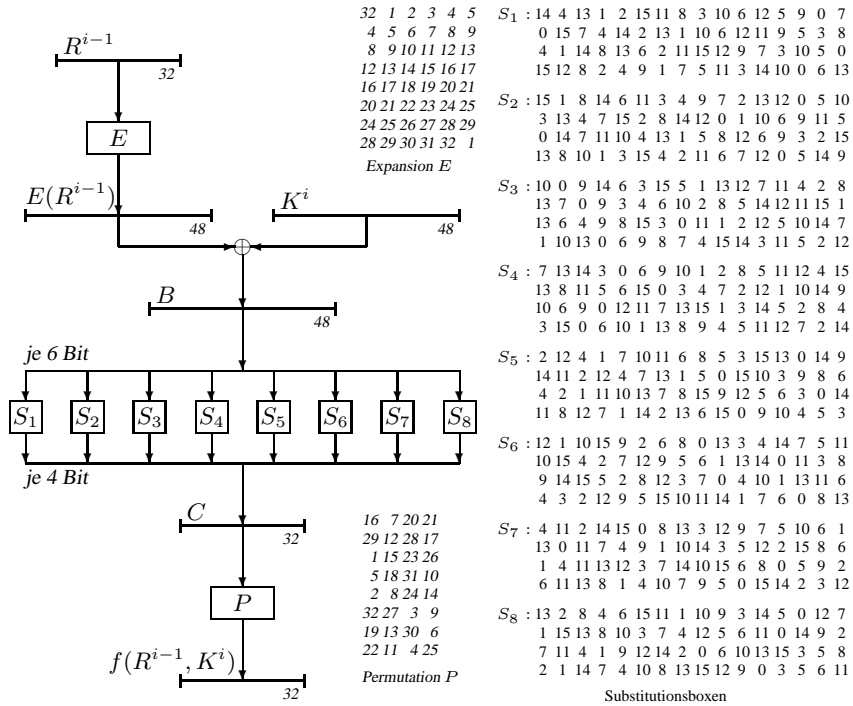 R^{i−1}
32
E
E(R^{i−1})
48
K^i
48
B
48
je 6 Bit
S_1 S_2 S_3 S_4 S_5 S_6 S_7 S_8
je 4 Bit
C
32
P
f(R^{i−1}, K^i)
32
32 1 2 3 4 5
4 5 6 7 8 9
8 9 10 11 12 13
12 13 14 15 16 17
16 17 18 19 20 21
20 21 22 23 24 25
24 25 26 27 28 29
28 29 30 31 32 1
Expansion E
16 7 20 21
29 12 28 17
1 15 23 26
5 18 31 10
2 8 24 14
32 27 3 9
19 13 30 6
22 11 4 25
Permutation P
S_1 : 14 4 13 1 2 15 11 8 3 10 6 12 5 9 0 7
0 15 7 4 14 2 13 1 10 6 12 11 9 5 3 8
4 1 14 8 13 6 2 11 15 12 9 7 3 10 5 0
15 12 8 2 4 9 1 7 5 11 3 14 10 0 6 13
S_2 : 15 1 8 14 6 11 3 4 9 7 2 13 12 0 5 10
3 13 4 7 15 2 8 14 12 0 1 10 6 9 11 5
0 14 7 11 10 4 13 1 5 8 12 6 9 3 2 15
13 8 10 1 3 15 4 2 11 6 7 12 0 5 14 9
S_3 : 10 0 9 14 6 3 15 5 1 13 12 7 11 4 2 8
13 7 0 9 3 4 6 10 2 8 5 14 12 11 15 1
13 6 4 9 8 15 3 0 11 1 2 12 5 10 14 7
1 10 13 0 6 9 8 7 4 15 14 3 11 5 2 12
S_4 : 7 13 14 3 0 6 9 10 1 2 8 5 11 12 4 15
13 8 11 5 6 15 0 3 4 7 2 12 1 10 14 9
10 6 9 0 12 11 7 13 15 1 3 14 5 2 8 4
3 15 0 6 10 1 13 8 9 4 5 11 12 7 2 14
S_5 : 2 12 4 1 7 10 11 6 8 5 3 15 13 0 14 9
14 11 2 12 4 7 13 1 5 0 15 10 3 9 8 6
4 2 1 11 10 13 7 8 15 9 12 5 6 3 0 14
11 8 12 7 1 14 2 13 6 15 0 9 10 4 5 3
S_6 : 12 1 10 15 9 2 6 8 0 13 3 4 14 7 5 11
10 15 4 2 7 12 9 5 6 1 13 14 0 11 3 8
9 14 15 5 2 8 12 3 7 0 4 10 1 13 11 6
4 3 2 12 9 5 15 10 11 14 1 7 6 0 8 13
S_7 : 4 11 2 14 15 0 8 13 3 12 9 7 5 10 6 1
13 0 11 7 4 9 1 10 14 3 5 12 2 15 8 6
1 4 11 13 12 3 7 14 10 15 6 8 0 5 9 2
6 11 13 8 1 4 10 7 9 5 0 15 14 2 3 12
S_8 : 13 2 8 4 6 15 11 1 10 9 3 14 5 0 12 7
1 15 13 8 10 3 7 4 12 5 6 11 0 14 9 2
7 11 4 1 9 12 14 2 0 6 10 13 15 3 5 8
2 1 14 7 4 10 8 13 15 12 9 0 3 5 6 11
Substitutionsboxen